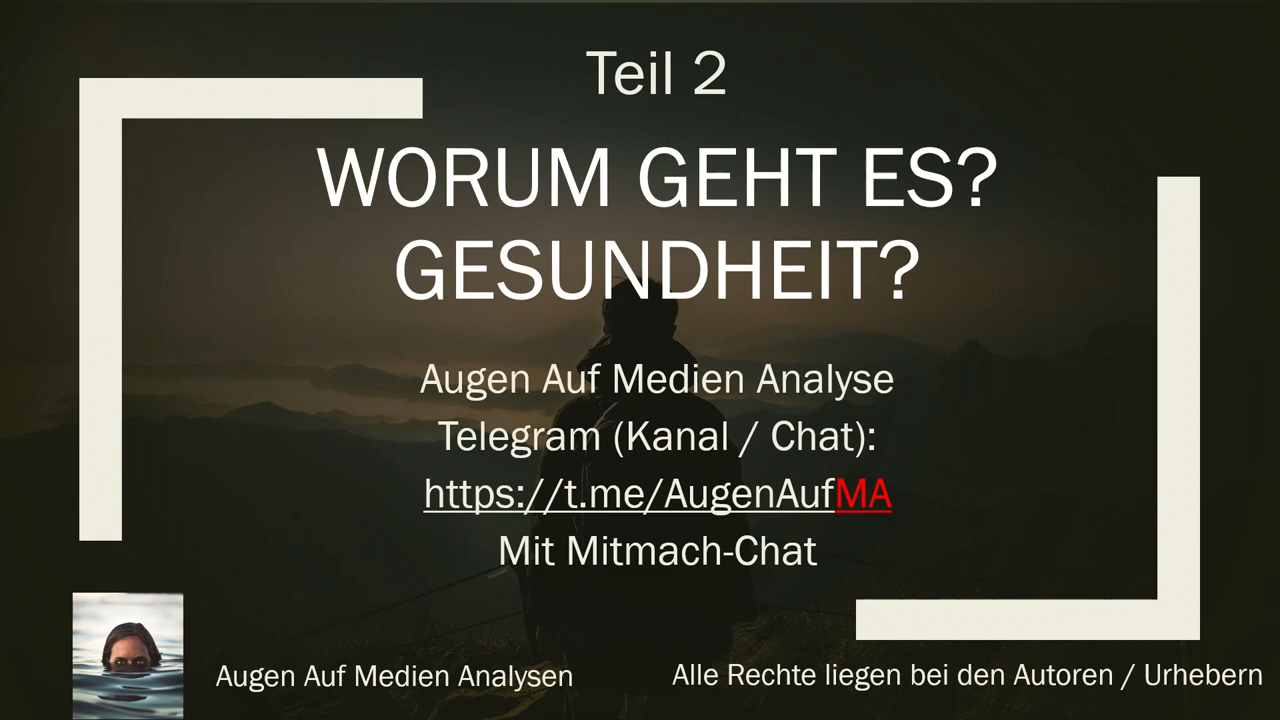 Teil 2
WORUM GEHT ES?
GESUNDHEIT?
Augen Auf Medien Analyse
Telegram (Kanal / Chat):
https://t.me/AugenAufMA
Mit Mitmach-Chat
Augen Auf Medien Analysen
Alle Rechte liegen bei den Autoren / Urhebern